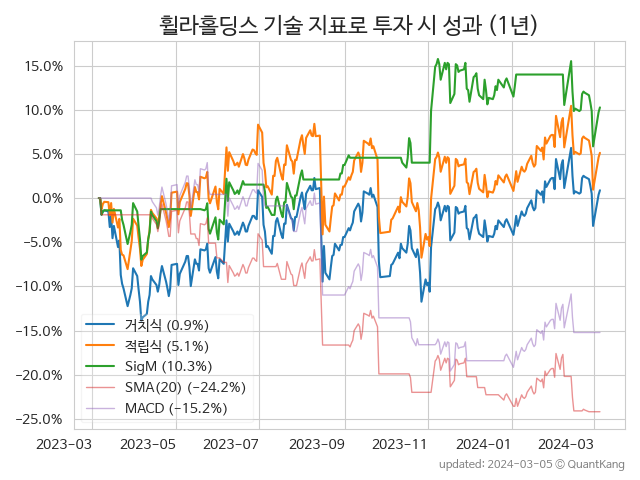 휠라홀딩스 기술 지표로 투자 시 성과 (1년)
15.0%
10.0%
5.0%
0.0%
−5.0%
−10.0%
−15.0%
−20.0%
−25.0%
거치식 (0.9%)
적립식 (5.1%)
SigM (10.3%)
SMA(20) (−24.2%)
MACD (−15.2%)
2023−03 2023−05 2023−07 2023−09 2023−11 2024−01 2024−03
updated: 2024−03−05 ⓒ QuantKang